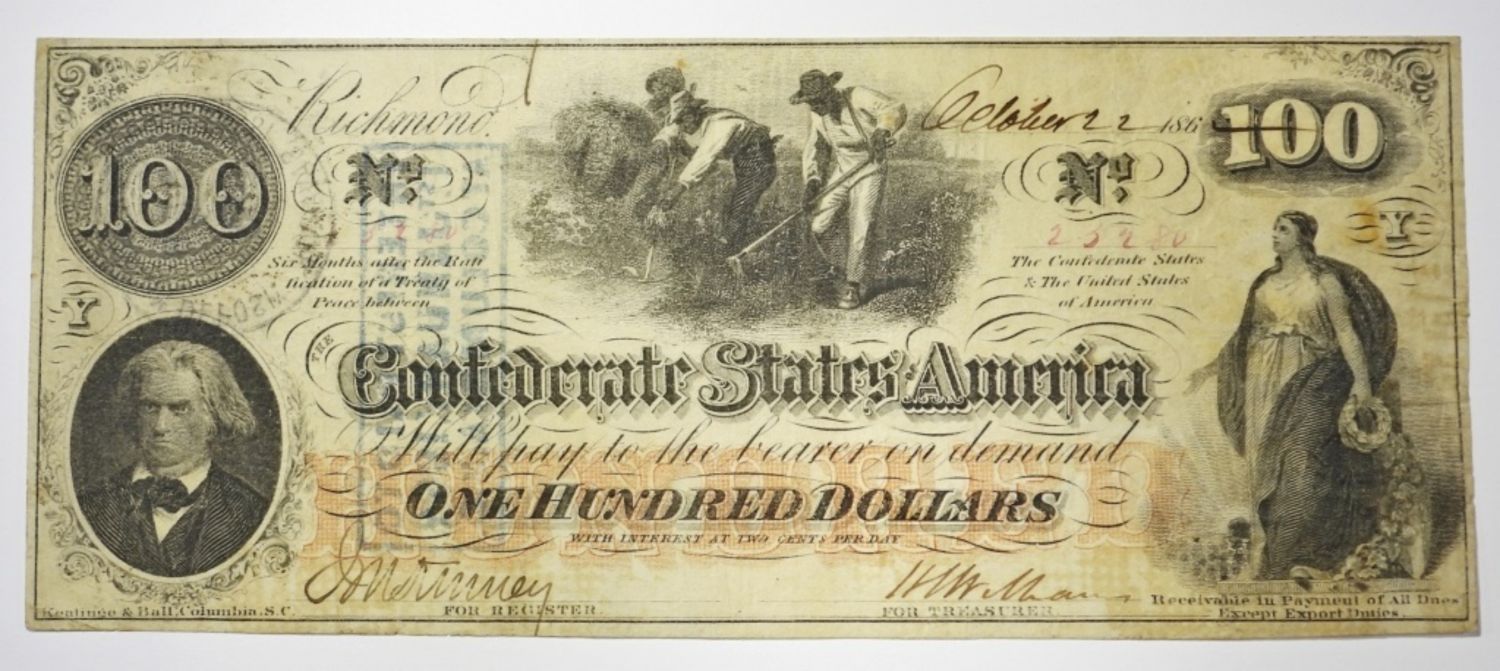 Richmond.
October 22 186
100
100
No.
No.
25280
Six Months after the Rati
fication of a Treaty of
Peace between
The Confederate States
& The United States
of America
Y
Y
THE
Confederate States of America
Will pay to the bearer on demand
HUNDRED
ONE HUNDRED DOLLARS
WITH INTEREST AT TWO CENTS PER DAY
FOR REGISTER.
FOR TREASURER.
Keatinge & Ball, Columbia, S.C.
Receivable in Payment of All Dues
Except Export Duties.